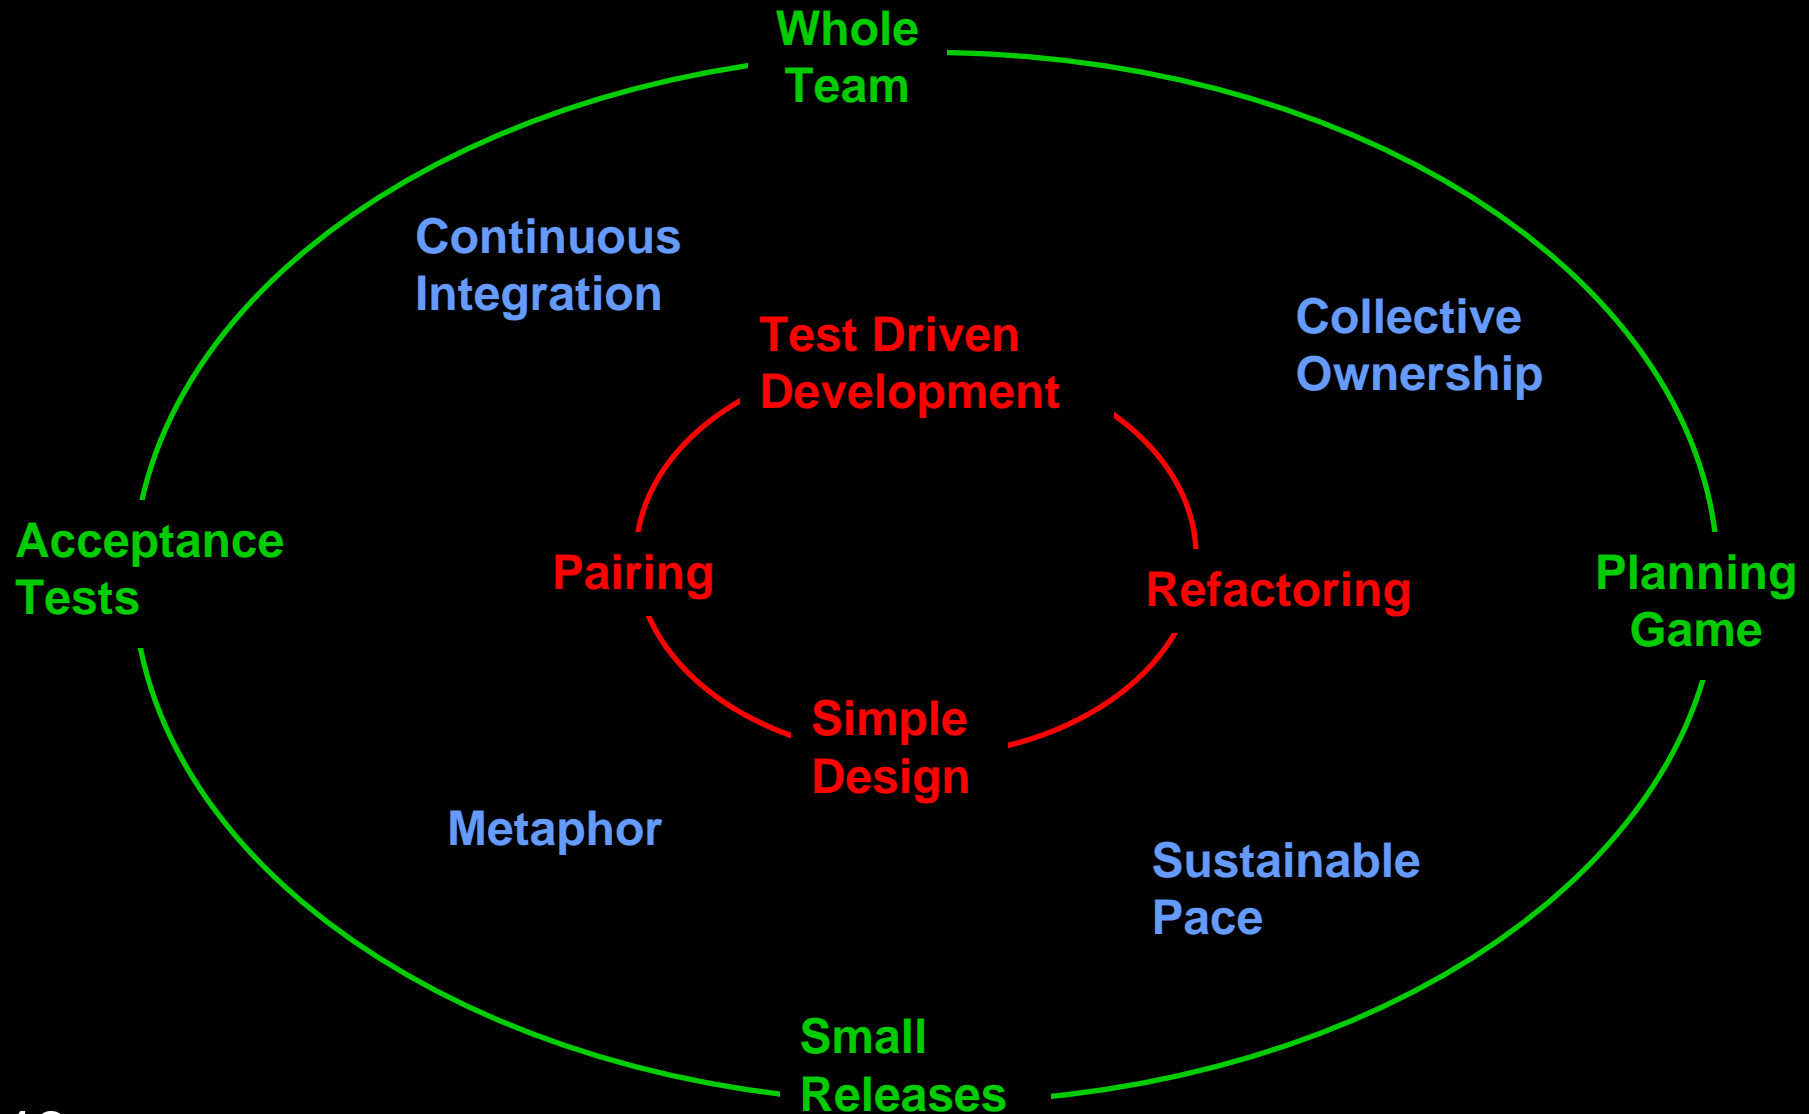 Whole
Team
Continuous
Integration
Collective
Ownership
Test Driven
Development
Acceptance
Tests
Pairing
Refactoring
Planning
Game
Simple
Design
Metaphor
Sustainable
Pace
Small
Releases